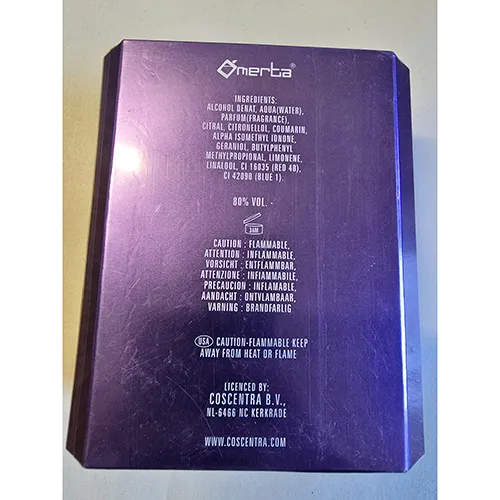 Omerta®
INGREDIENTS:
ALCOHOL DENAT, AQUA(WATER),
PARFUM(FRAGRANCE),
CITRAL, CITRONELLOL, COUMARIN,
ALPHA ISOMETHYL IONONE,
GERANIOL, BUTYLPHENYL
METHYLPROPIONAL, LIMONENE,
LINALOOL, CI 16035 (RED 40),
CI 42090 (BLUE 1).
80% VOL. -
36M
CAUTION : FLAMMABLE,
ATTENTION : INFLAMMABLE,
VORSICHT : ENTFLAMMBAR,
ATTENZIONE : INFIAMMABILE,
PRECAUCION : INFLAMABLE,
AANDACHT : ONTVLAMBAAR,
VARNING : BRANDFARLIG
USA CAUTION-FLAMMABLE KEEP
AWAY FROM HEAT OR FLAME
LICENCED BY:
COSCENTRA B.V.,
NL-6466 NC KERKRADE
WWW.COSCENTRA.COM